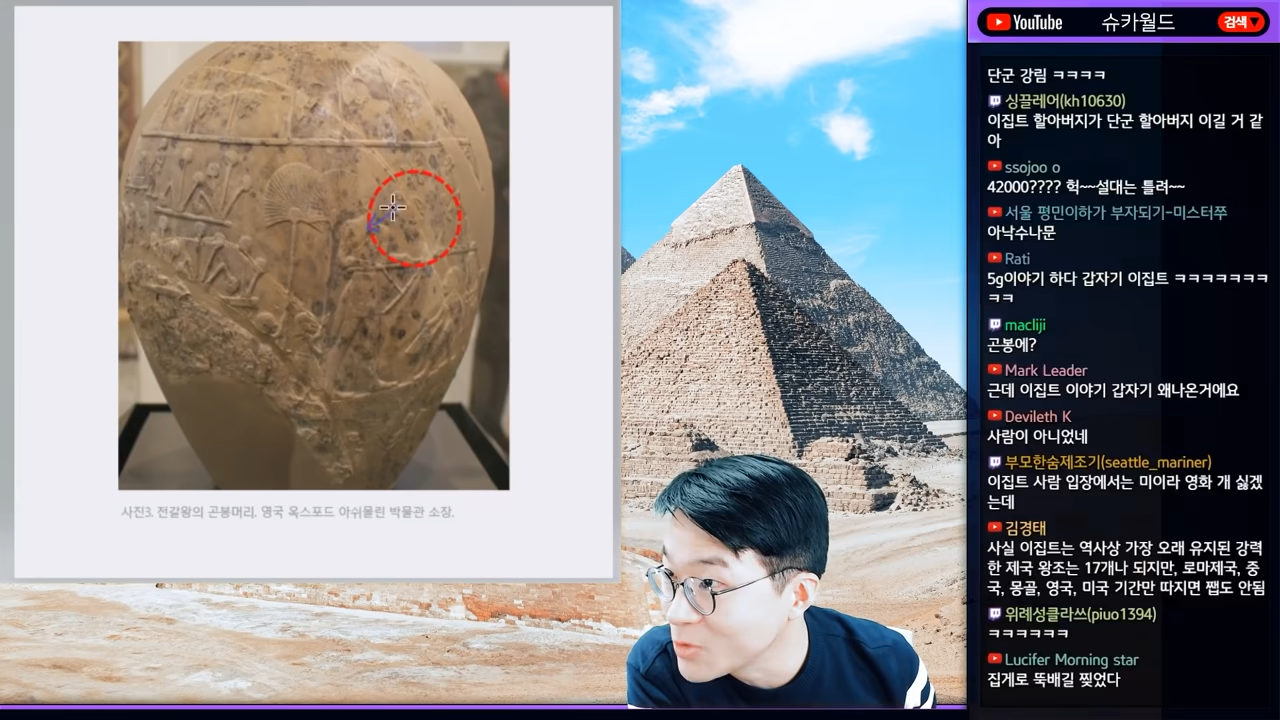 사진3. 전갈왕의 곤봉머리. 영국 옥스포드 아쉬몰린 박물관 소장.
YouTube 슈카월드 검색▼
단군 강림 ㅋㅋㅋㅋ
싱끌레어(kh10630)
이집트 할아버지가 단군 할아버지 이길 거 같
아
ssojoo o
42000???? 헉~~설대는 틀려~~
서울 평민이하가 부자되기-미스터쭈
아낙수나문
Rati
5g이야기 하다 갑자기 이집트 ㅋㅋㅋㅋㅋㅋㅋ
ㅋㅋ
macliji
곤봉에?
Mark Leader
근데 이집트 이야기 갑자기 왜나온거에요
Devileth K
사람이 아니었네
부모한숨제조기(seattle_mariner)
이집트 사람 입장에서는 미이라 영화 개 싫겠
는데
김경태
사실 이집트는 역사상 가장 오래 유지된 강력
한 제국 왕조는 17개나 되지만, 로마제국, 중
국, 몽골, 영국, 미국 기간만 따지면 쨉도 안됨
위례성클라쓰(piuo1394)
ㅋㅋㅋㅋㅋㅋ
Lucifer Morning star
집게로 뚝배길 찢었다